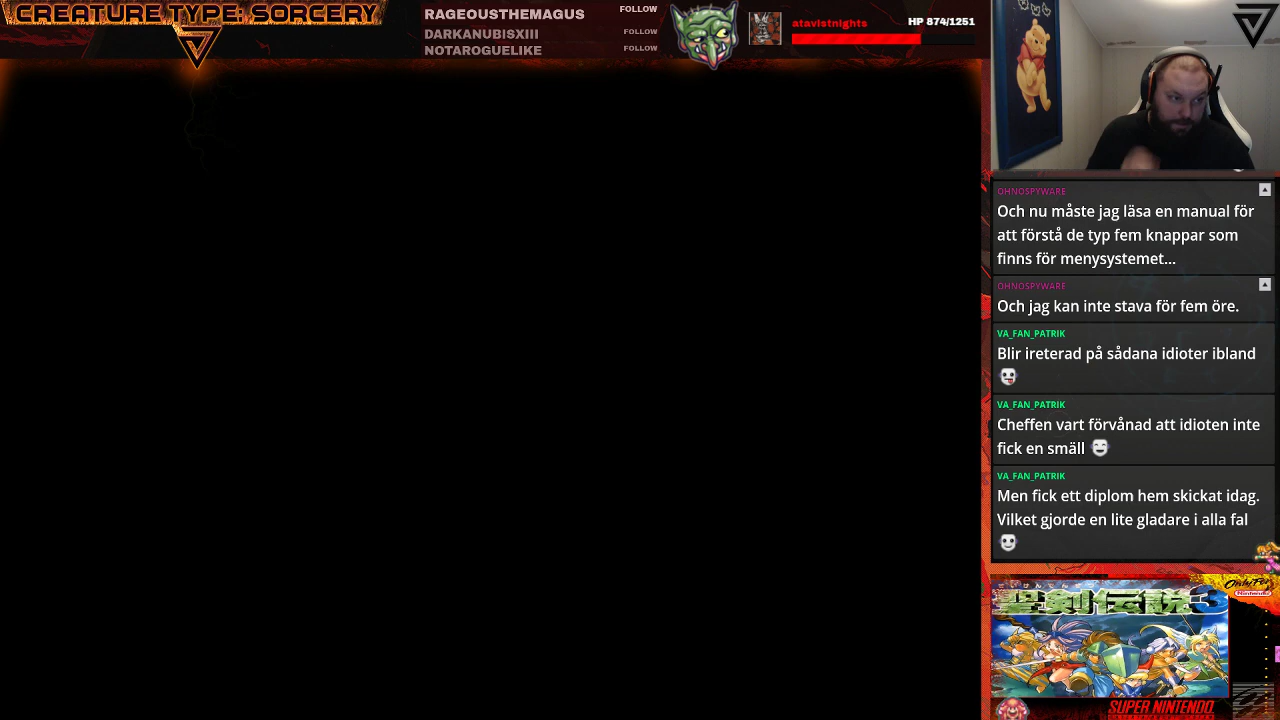 CREATURE TYPE: SORCERY
RAGEOUSTHEMAGUS FOLLOW
DARKANUBISXIII FOLLOW
NOTAROGUELIKE FOLLOW
atavistnights HP 874/1251
OHNOSPYWARE
Och nu måste jag läsa en manual för
att förstå de typ fem knappar som
finns för menysystemet...
OHNOSPYWARE
Och jag kan inte stava för fem öre.
VA_FAN_PATRIK
Blir ireterad på sådana idioter ibland
VA_FAN_PATRIK
Cheffen vart förvånad att idioten inte
fick en smäll
VA_FAN_PATRIK
Men fick ett diplom hem skickat idag.
Vilket gjorde en lite gladare i alla fal
Only For
Nintendo
聖剣伝説3
SUPER NINTENDO